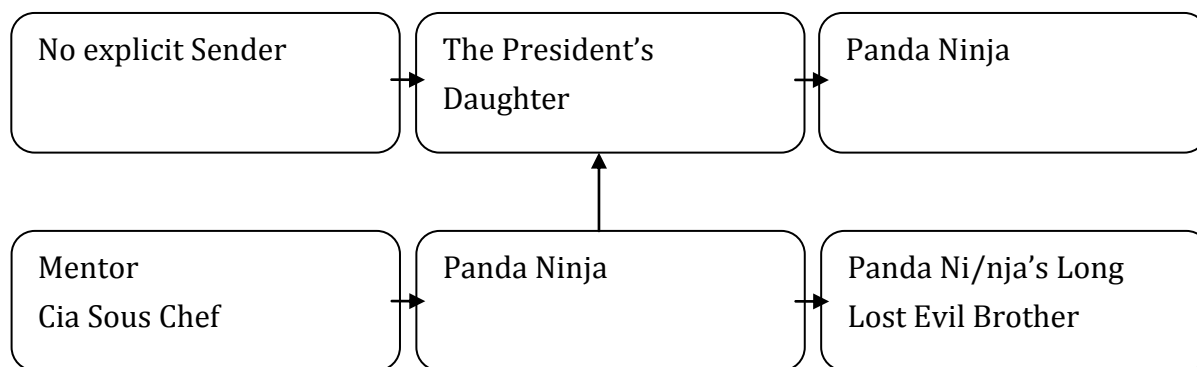 No explicit Sender
The President’s
Daughter
Panda Ninja
Mentor
Cia Sous Chef
Panda Ninja
Panda Ni/nja’s Long
Lost Evil Brother